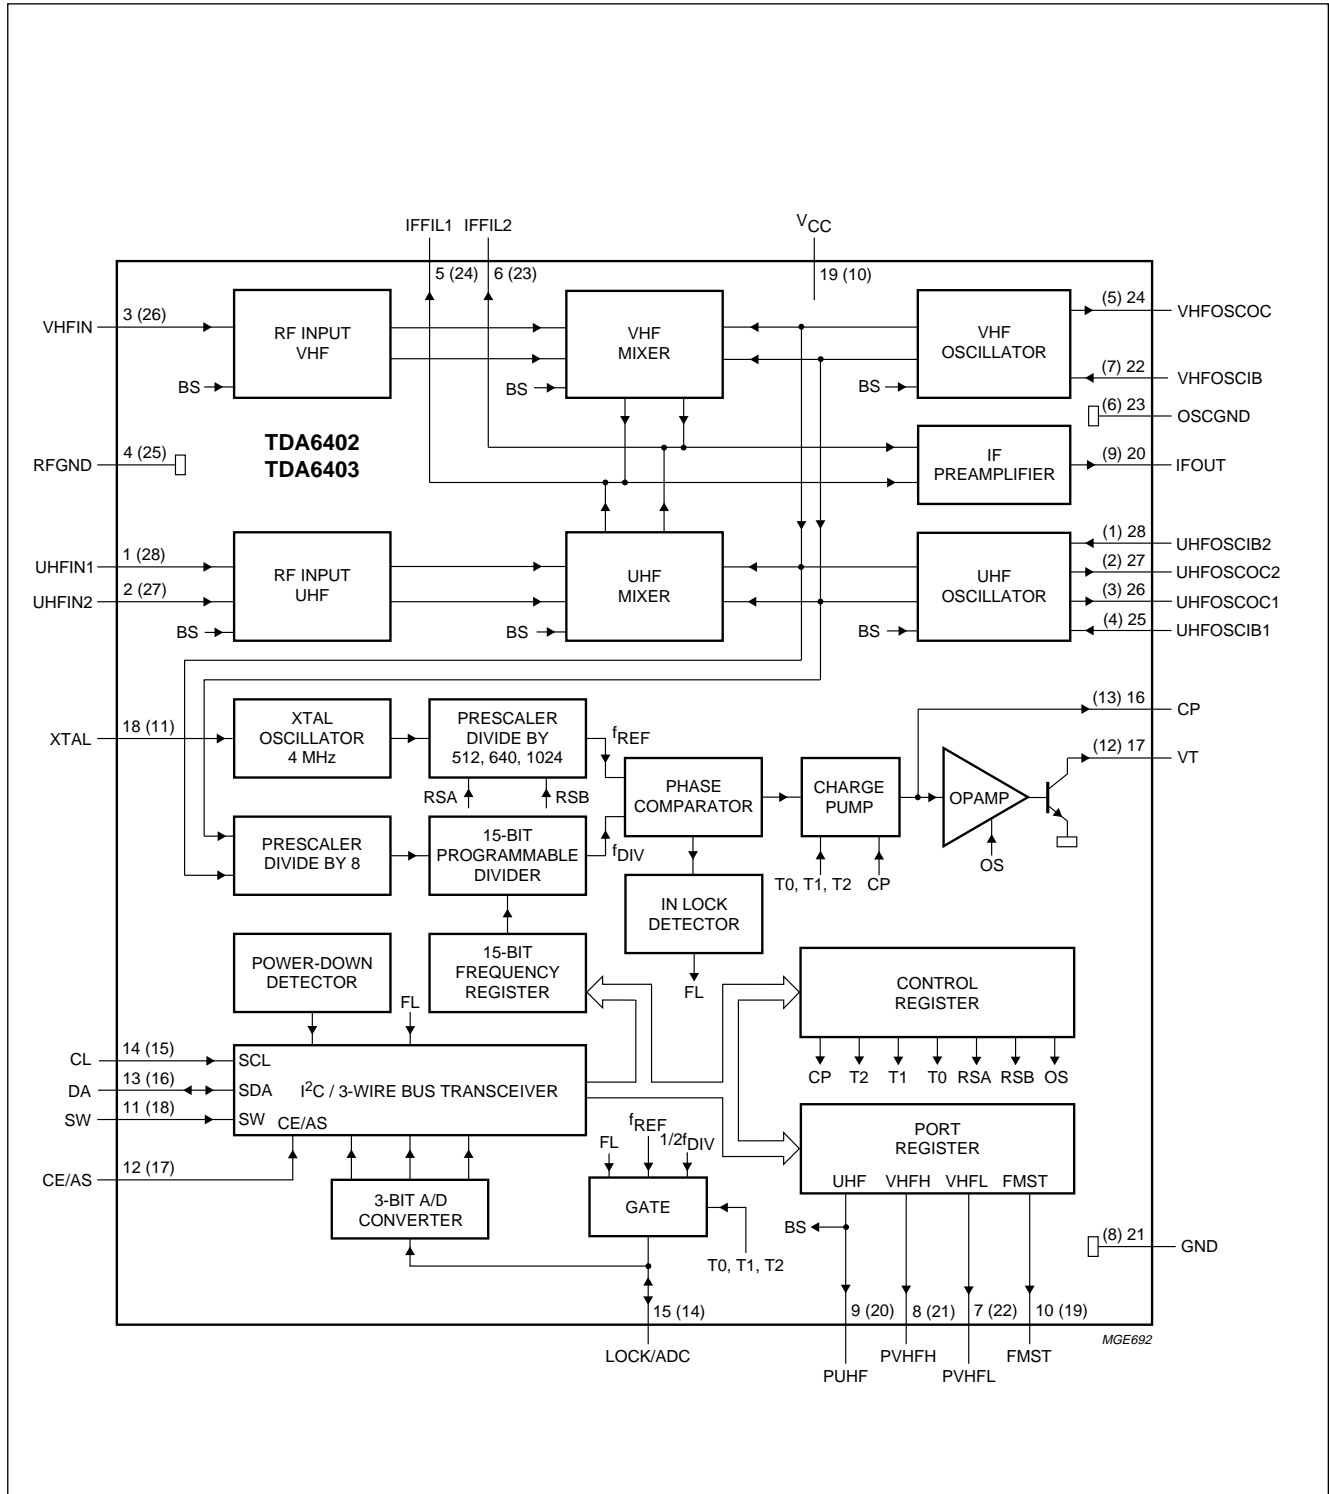 IFFIL1 IFFIL2
VCC
5 (24) 6 (23)
19 (10)
VHFIN
3 (26)
RF INPUT
VHF
BS
VHF
MIXER
BS
VHF
OSCILLATOR
BS
(5) 24
VHFOSCOC
(7) 22
VHFOSCIB
(6) 23
OSCGND
TDA6402
TDA6403
RFGND
4 (25)
IF
PREAMPLIFIER
(9) 20
IFOUT
UHFIN1
1 (28)
UHFIN2
2 (27)
RF INPUT
UHF
BS
UHF
MIXER
BS
UHF
OSCILLATOR
BS
(1) 28
UHFOSCIB2
(2) 27
UHFOSCOC2
(3) 26
UHFOSCOC1
(4) 25
UHFOSCIB1
XTAL
18 (11)
XTAL
OSCILLATOR
4 MHz
PRESCALER
DIVIDE BY
512, 640, 1024
fREF
RSA
RSB
PHASE
COMPARATOR
CHARGE
PUMP
OPAMP
(13) 16
CP
(12) 17
VT
PRESCALER
DIVIDE BY 8
15-BIT
PROGRAMMABLE
DIVIDER
fDIV
T0, T1, T2
CP
OS
IN LOCK
DETECTOR
FL
POWER-DOWN
DETECTOR
15-BIT
FREQUENCY
REGISTER
FL
CONTROL
REGISTER
CP T2 T1 T0 RSA RSB OS
CL
14 (15)
SCL
DA
13 (16)
SDA
I2C / 3-WIRE BUS TRANSCEIVER
SW
11 (18)
SW
CE/AS
CE/AS
12 (17)
3-BIT A/D
CONVERTER
FL
fREF
1/2fDIV
GATE
T0, T1, T2
PORT
REGISTER
UHF VHFH VHFL FMST
BS
(8) 21
GND
15 (14)
9 (20) 8 (21) 7 (22) 10 (19)
MGE692
LOCK/ADC
PUHF
PVHFH
PVHFL
FMST